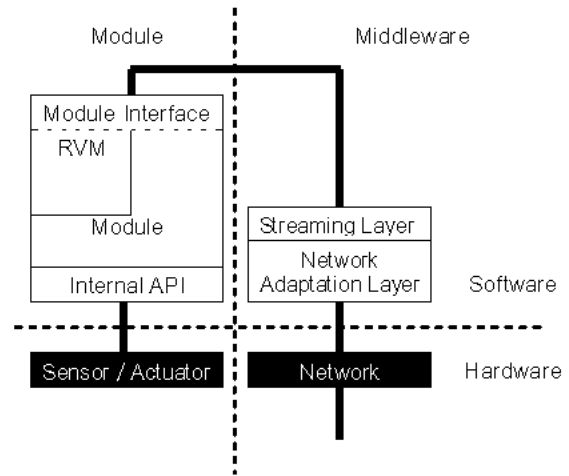 Module
Middleware
Module Interface
RVM
Module
Internal API
Streaming Layer
Network
Adaptation Layer
Software
Sensor / Actuator
Network
Hardware